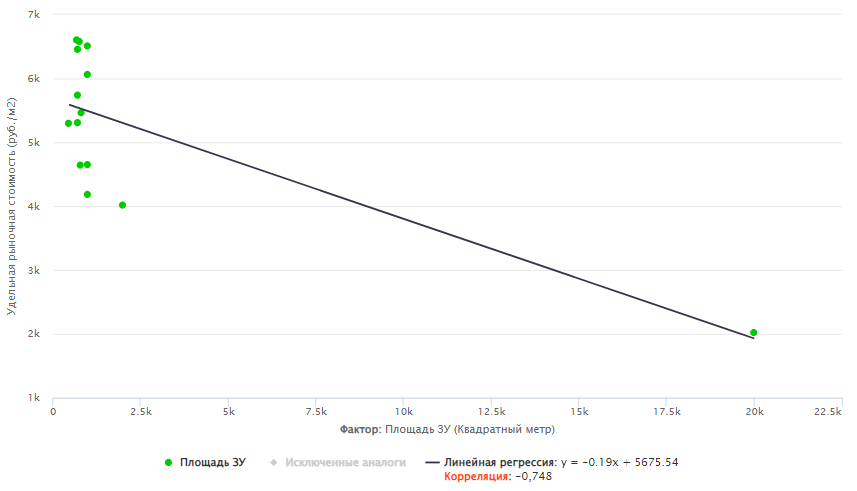 7k
6k
5k
4k
3k
2k
1k
Удельная рыночная стоимость (руб./м2)
0 2.5k 5k 7.5k 10k 12.5k 15k 17.5k 20k 22.5k
Фактор: Площадь ЗУ (Квадратный метр)
Площадь ЗУ Исключенные аналоги Линейная регрессия: y = -0.19x + 5675.54
Корреляция: -0,748